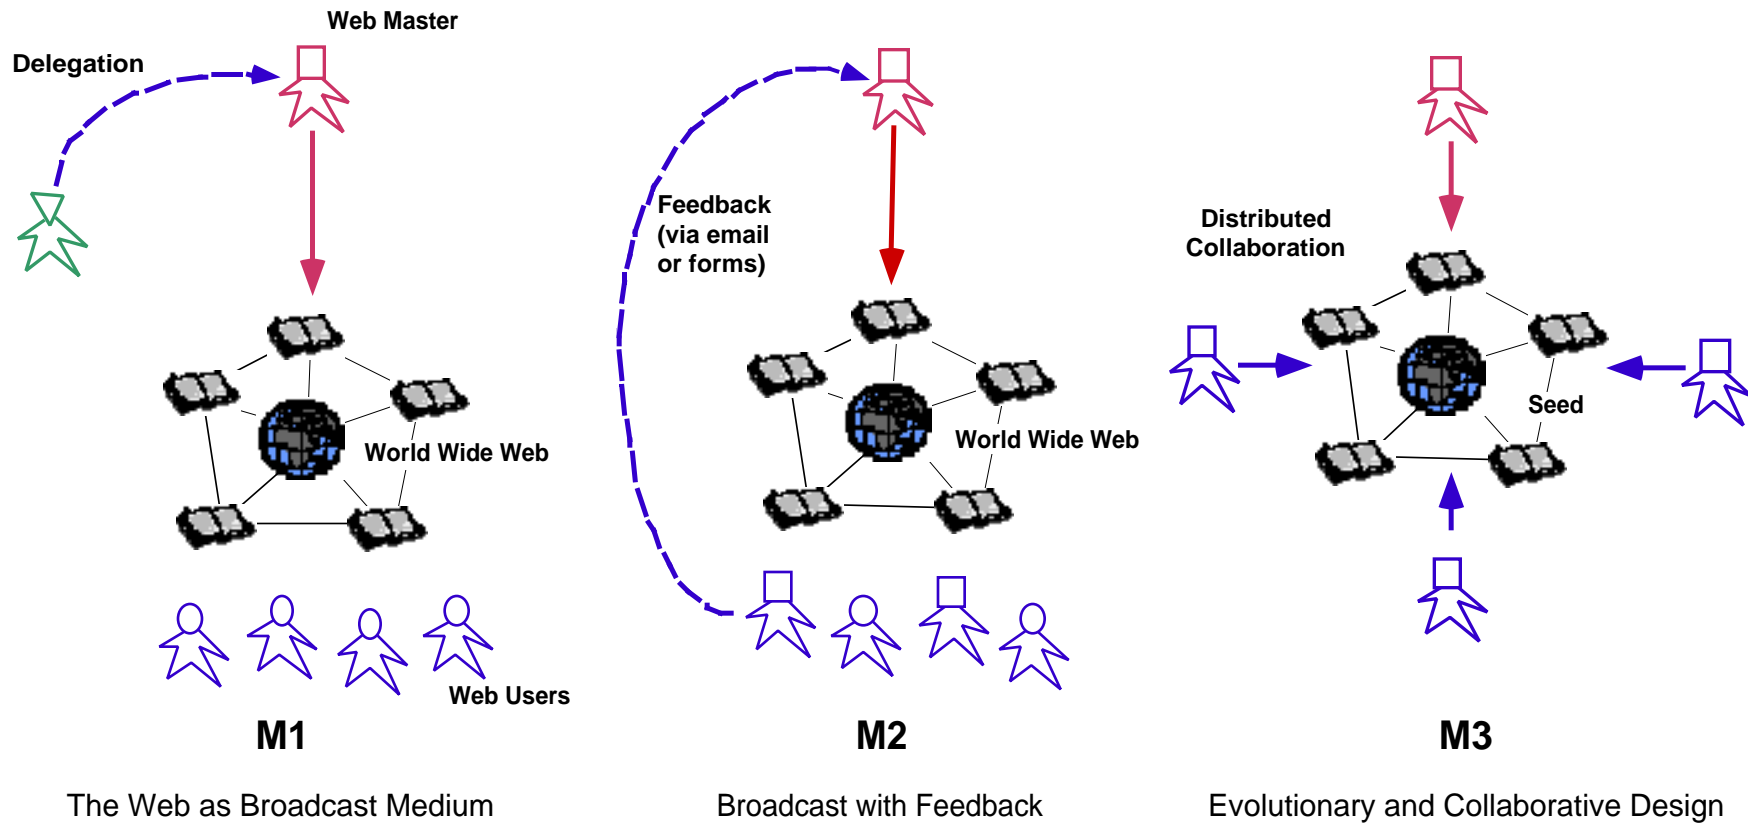 Web Master
Delegation
World Wide Web
Web Users
M1
The Web as Broadcast Medium
Feedback
(via email
or forms)
World Wide Web
M2
Broadcast with Feedback
Distributed
Collaboration
Seed
M3
Evolutionary and Collaborative Design